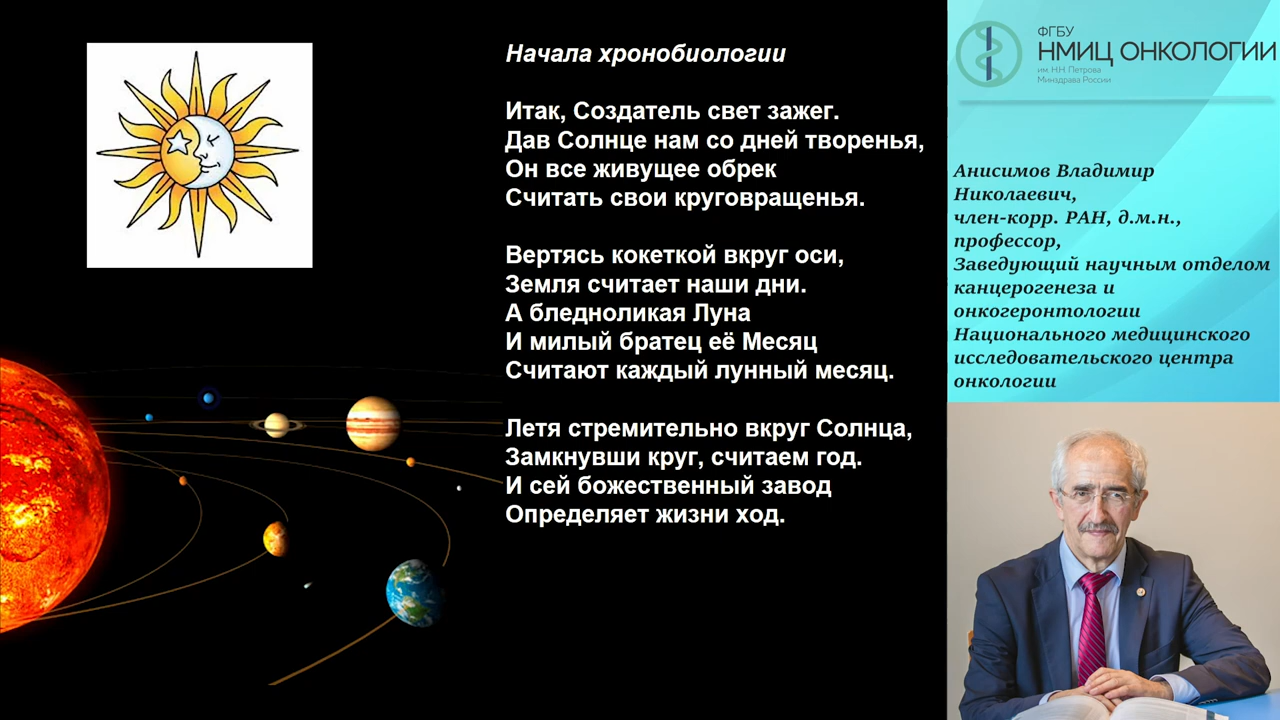 Начала хронобиологии
Итак, Создатель свет зажег.
Дав Солнце нам со дней творенья,
Он все живущее обрек
Считать свои круговращенья.
Вертясь кокеткой вкруг оси,
Земля считает наши дни.
А бледноликая Луна
И милый братец её Месяц
Считают каждый лунный месяц.
Летя стремительно вкруг Солнца,
Замкнувши круг, считаем год.
И сей божественный завод
Определяет жизни ход.
ФГБУ
НМИЦ ОНКОЛОГИИ
им. Н.Н. Петрова
Минздрава России
Анисимов Владимир
Николаевич,
член-корр. РАН, д.м.н.,
профессор,
Заведующий научным отделом
канцерогенеза и
онкогеронтологии
Национального медицинского
исследовательского центра
онкологии